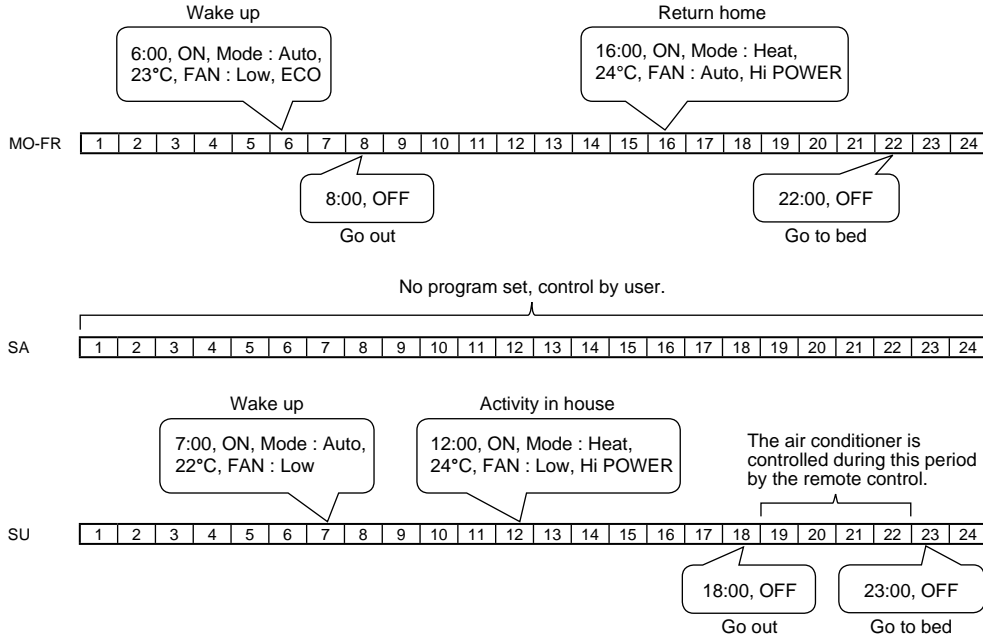 Wake up
6:00, ON, Mode : Auto,
23°C, FAN : Low, ECO
Return home
16:00, ON, Mode : Heat,
24°C, FAN : Auto, Hi POWER
MO-FR 1 2 3 4 5 6 7 8 9 10 11 12 13 14 15 16 17 18 19 20 21 22 23 24
8:00, OFF
Go out
22:00, OFF
Go to bed
No program set, control by user.
SA 1 2 3 4 5 6 7 8 9 10 11 12 13 14 15 16 17 18 19 20 21 22 23 24
Wake up
7:00, ON, Mode : Auto,
22°C, FAN : Low
Activity in house
12:00, ON, Mode : Heat,
24°C, FAN : Low, Hi POWER
The air conditioner is
controlled during this period
by the remote control.
SU 1 2 3 4 5 6 7 8 9 10 11 12 13 14 15 16 17 18 19 20 21 22 23 24
18:00, OFF
Go out
23:00, OFF
Go to bed